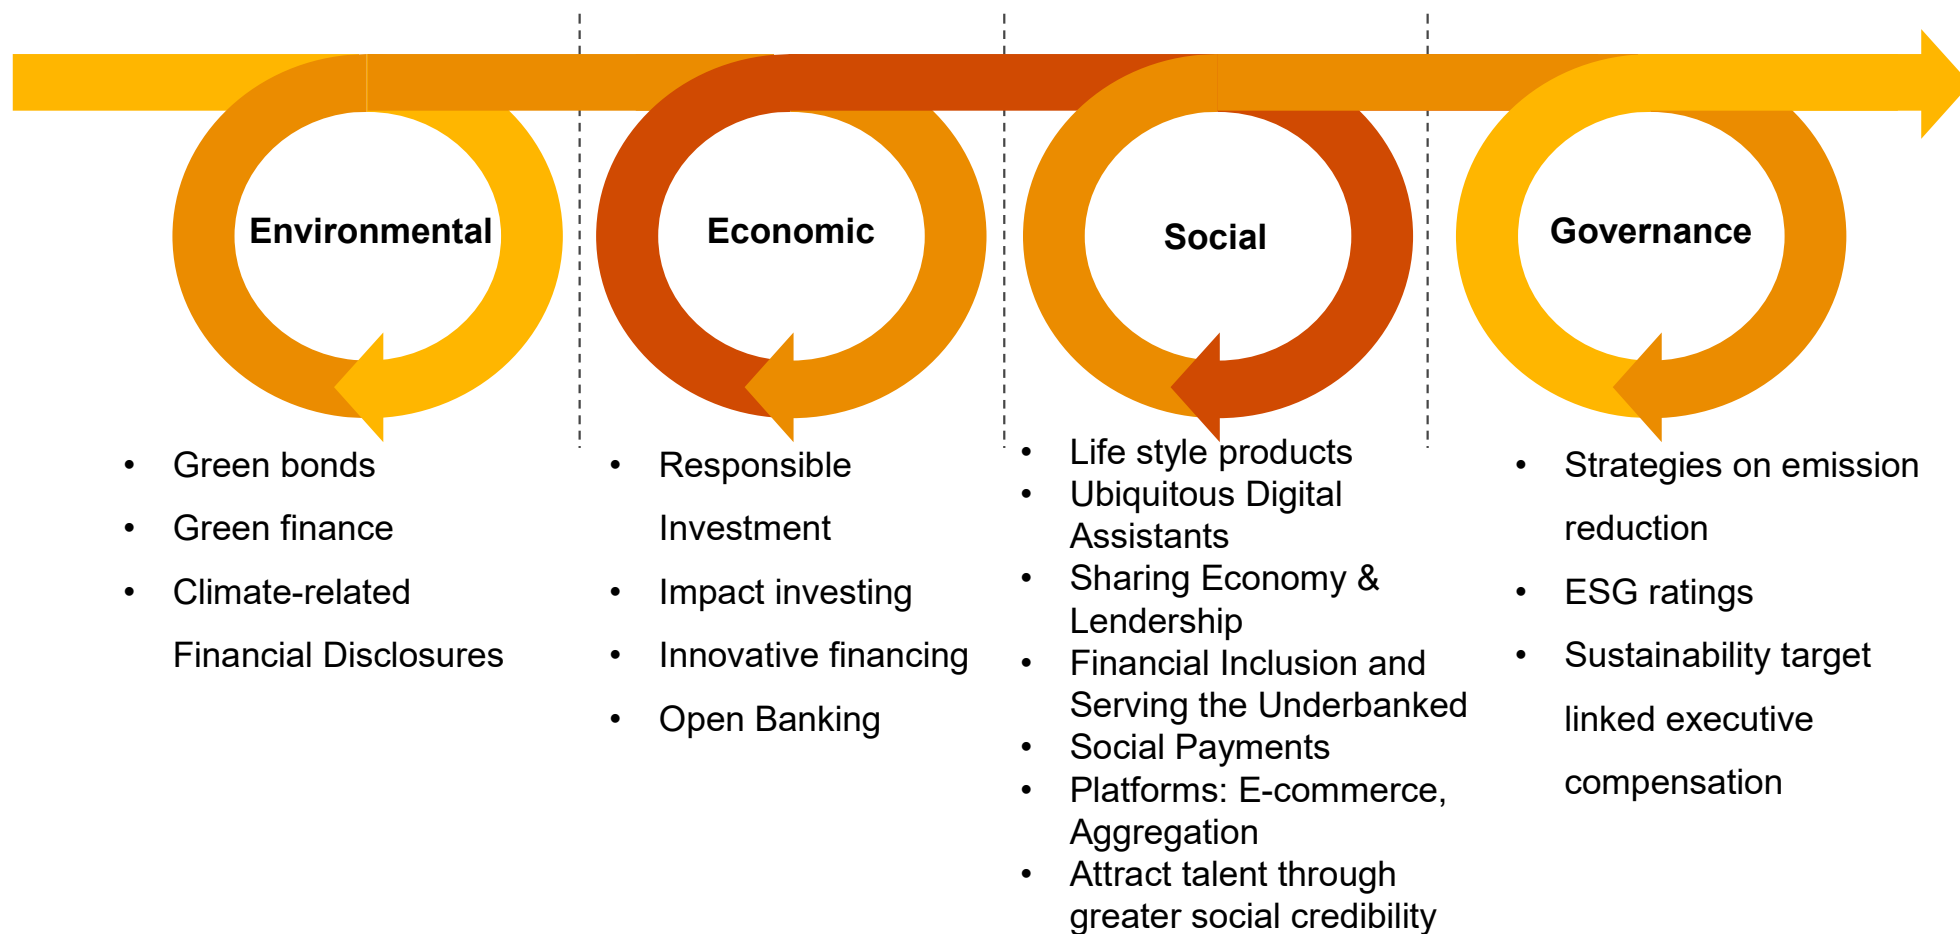 Environmental
Economic
Social
Governance
• Green bonds
• Green finance
• Climate-related
Financial Disclosures
• Responsible
Investment
• Impact investing
• Innovative financing
• Open Banking
• Life style products
• Ubiquitous Digital
Assistants
• Sharing Economy &
Lendership
• Financial Inclusion and
Serving the Underbanked
• Social Payments
• Platforms: E-commerce,
Aggregation
• Attract talent through
greater social credibility
• Strategies on emission
reduction
• ESG ratings
• Sustainability target
linked executive
compensation